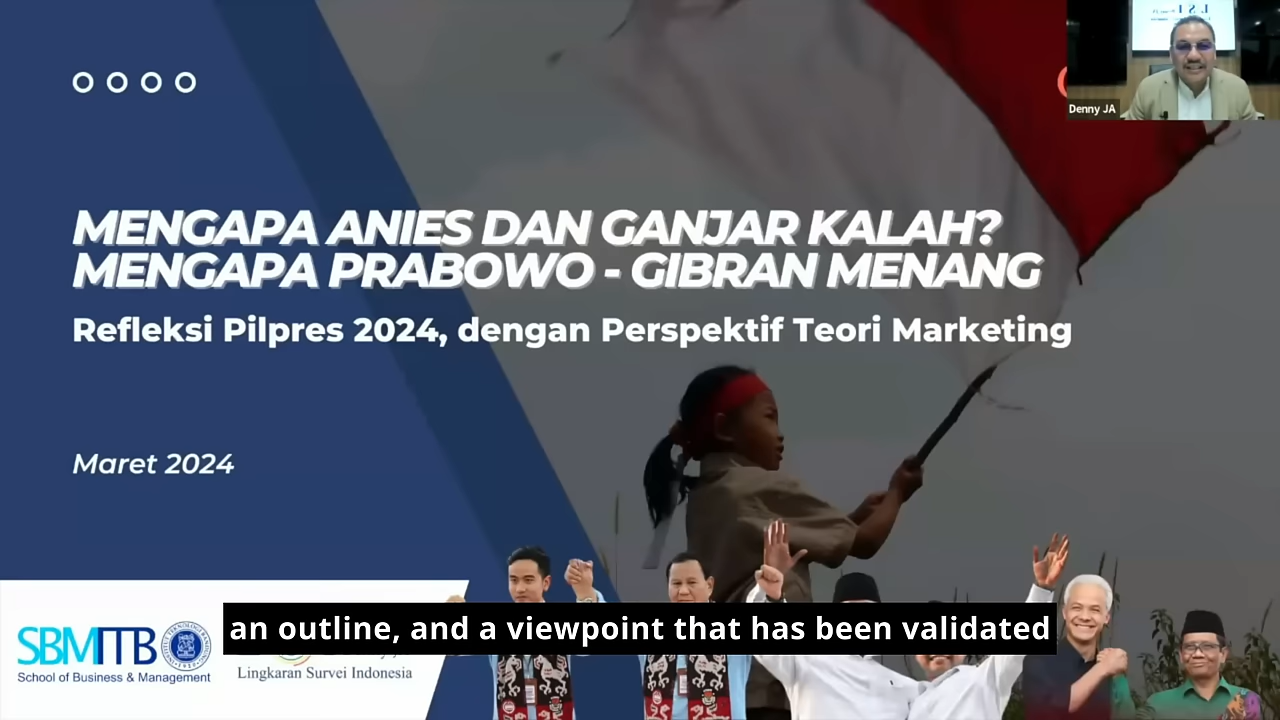 Denny JA
MENGAPA ANIES DAN GANJAR KALAH?
MENGAPA PRABOWO - GIBRAN MENANG
Refleksi Pilpres 2024, dengan Perspektif Teori Marketing
Maret 2024
an outline, and a viewpoint that has been validated
SBMITB
School of Business & Management
Lingkaran Survei Indonesia